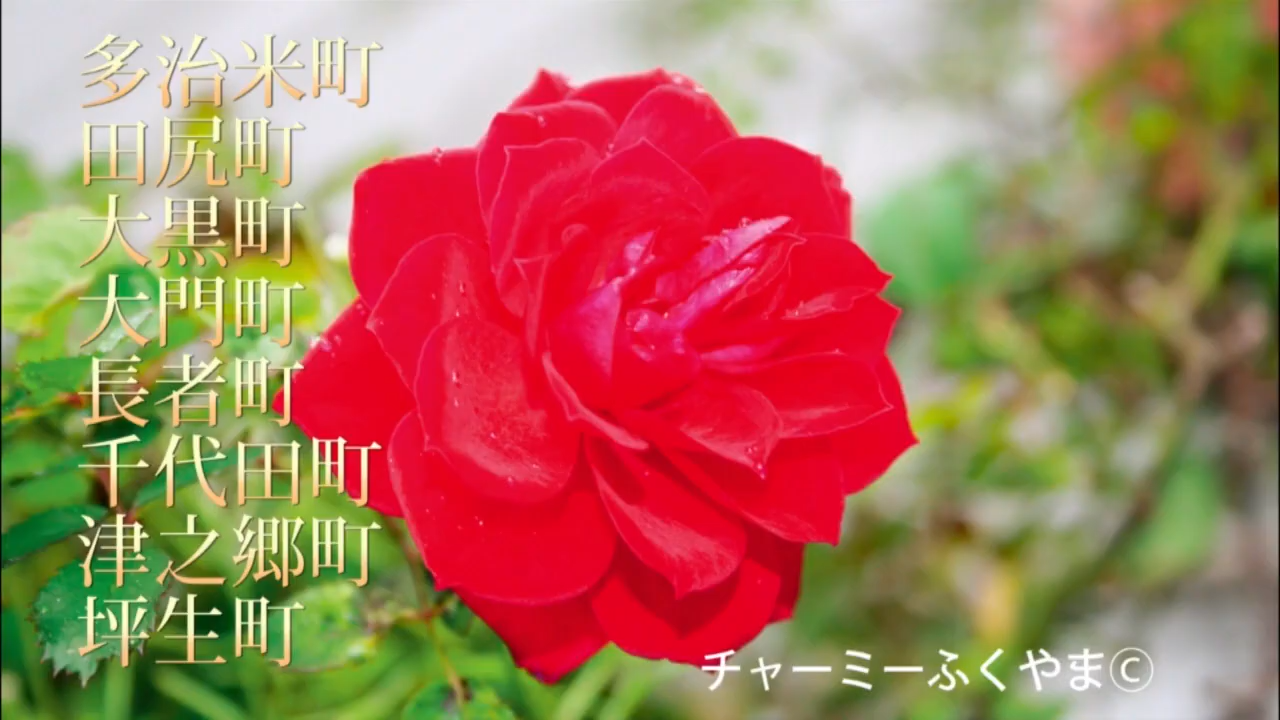 多治米町
田尻町
大黒町
大門町
長者町
千代田町
津之郷町
坪生町
チャーミーふくやまⒸ